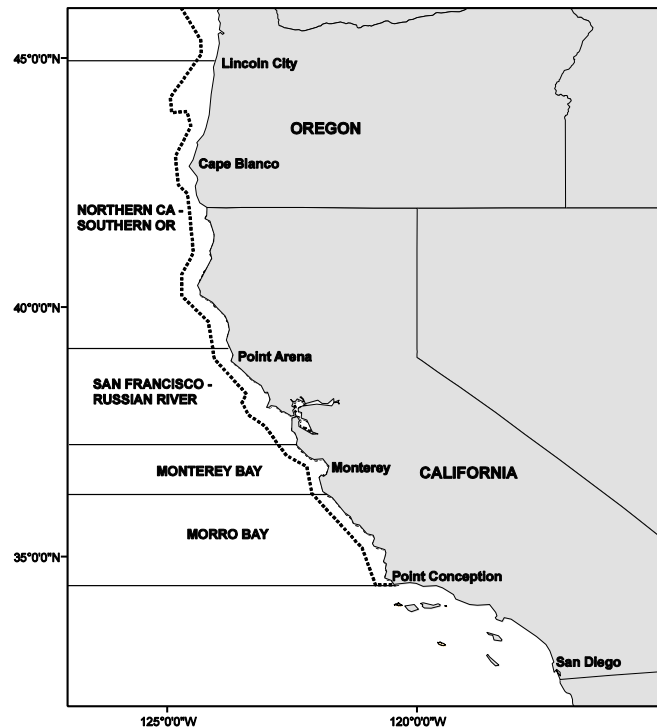 45°0'0"N
Lincoln City
OREGON
Cape Blanco
NORTHERN CA -
SOUTHERN OR
40°0'0"N
Point Arena
SAN FRANCISCO -
RUSSIAN RIVER
Monterey
MONTEREY BAY
CALIFORNIA
MORRO BAY
35°0'0"N
Point Conception
San Diego
125°0'0"W
120°0'0"W